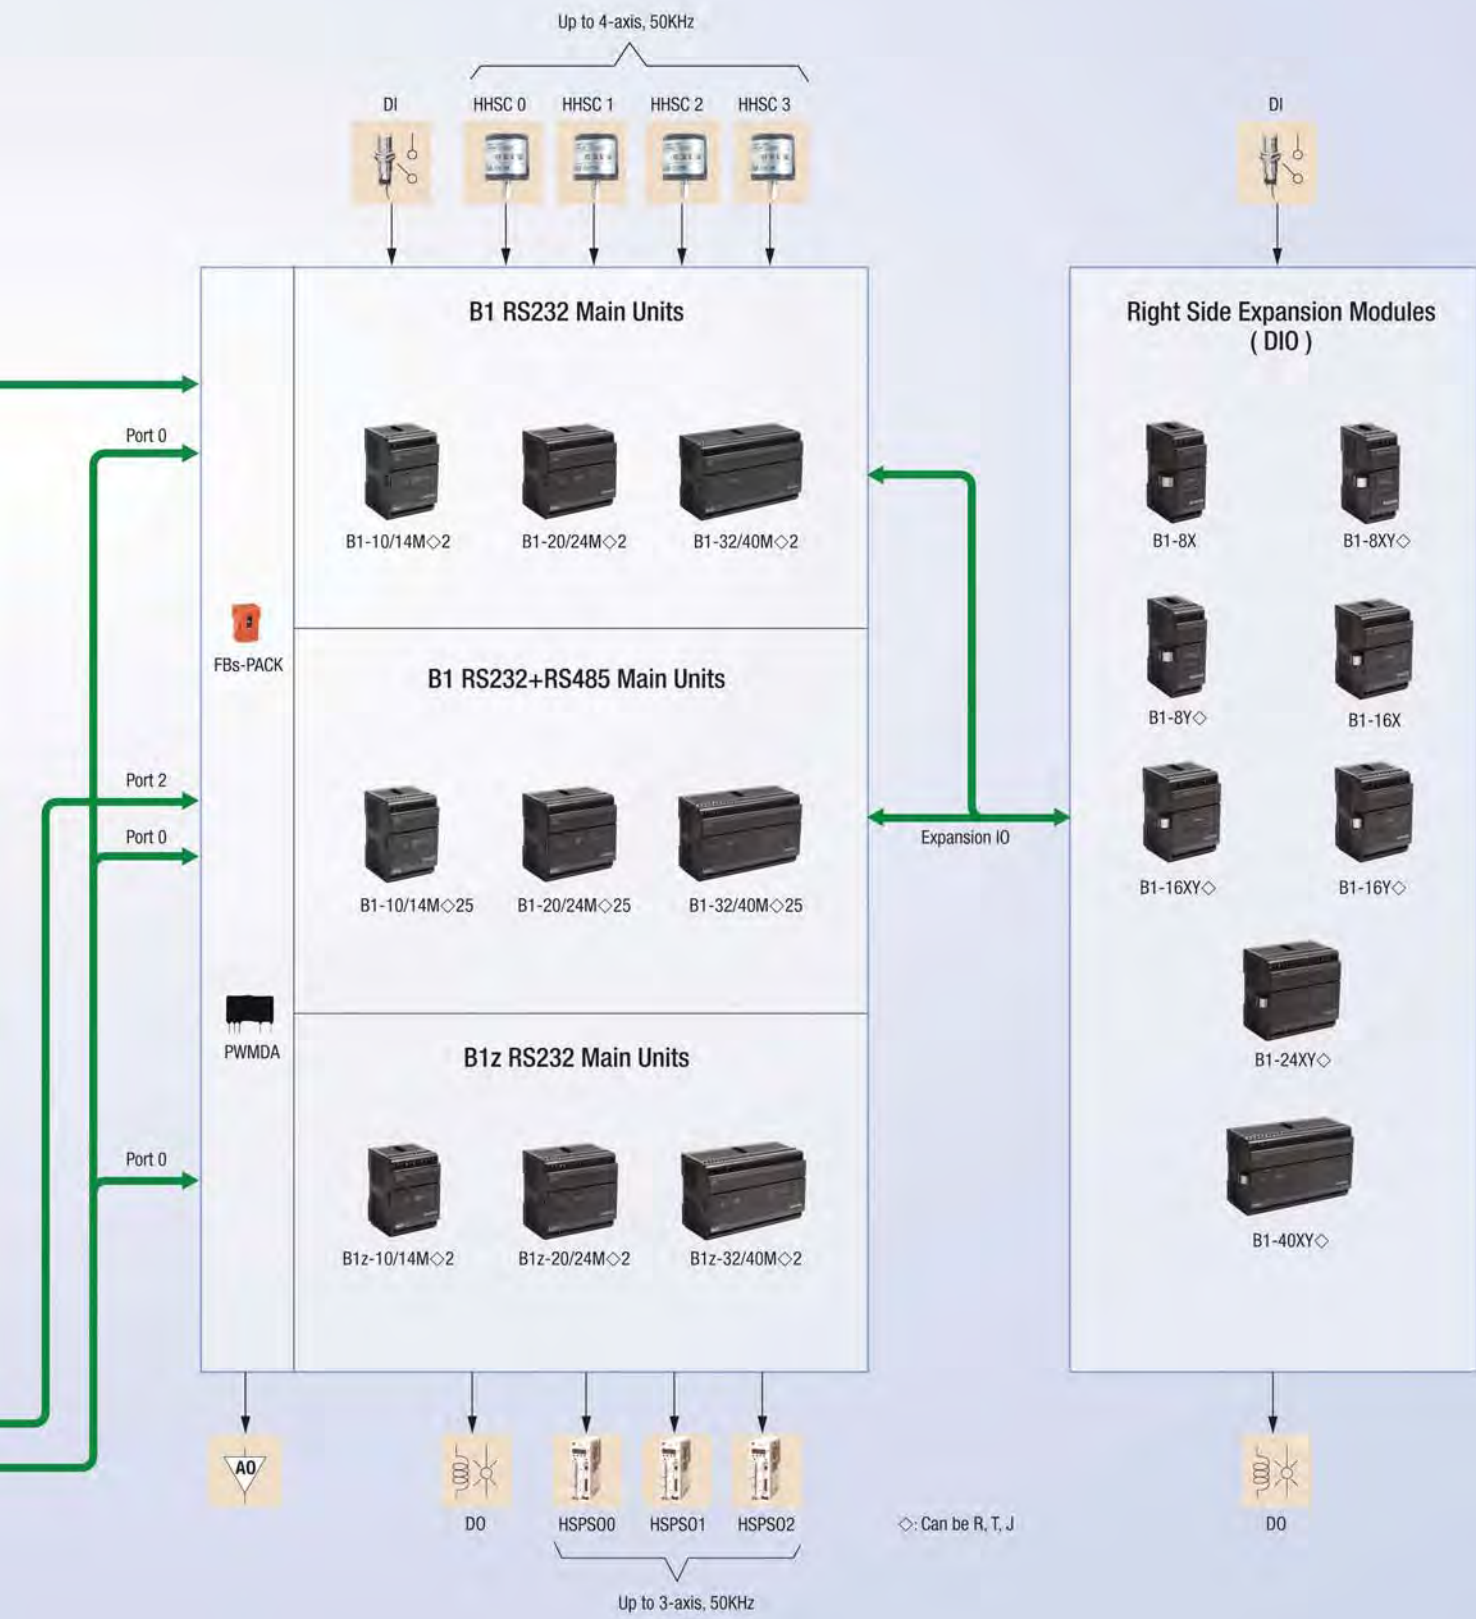 Up to 4-axis, 50KHz
DI
HHSC 0
HHSC 1
HHSC 2
HHSC 3
DI
B1 RS232 Main Units
Right Side Expansion Modules
( DIO )
Port 0
B1-10/14M◇2
B1-20/24M◇2
B1-32/40M◇2
B1-8X
B1-8XY◇
FBs-PACK
B1 RS232+RS485 Main Units
B1-8Y◇
B1-16X
Port 2
Port 0
Expansion IO
B1-10/14M◇25
B1-20/24M◇25
B1-32/40M◇25
B1-16XY◇
B1-16Y◇
PWMDA
B1z RS232 Main Units
B1-24XY◇
Port 0
B1z-10/14M◇2
B1z-20/24M◇2
B1z-32/40M◇2
B1-40XY◇
AO
DO
HSPSO0
HSPSO1
HSPSO2
◇: Can be R, T, J
DO
Up to 3-axis, 50KHz